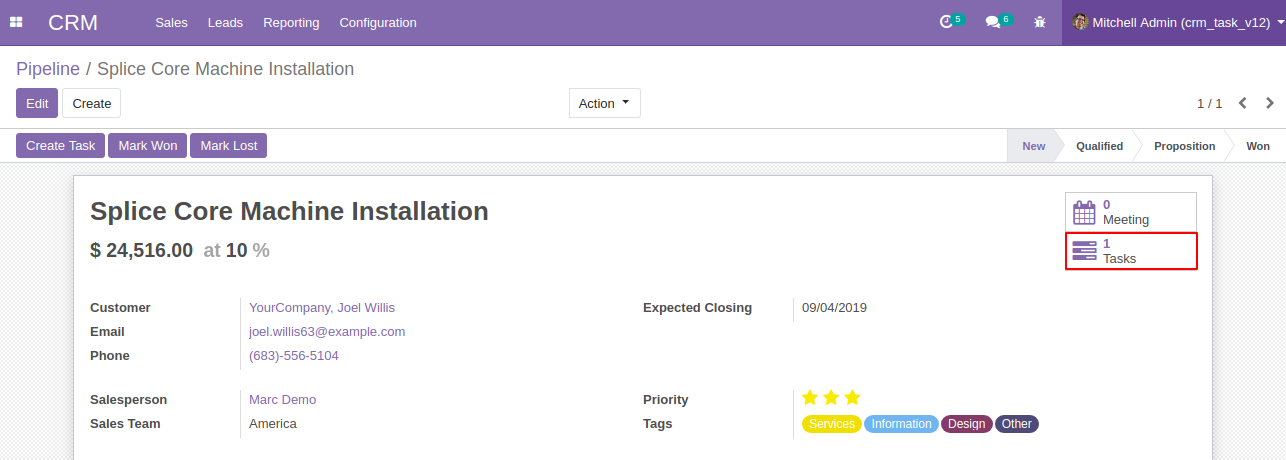 CRM Sales Leads Reporting Configuration 5 6 Mitchell Admin (crm_task_v12)
Pipeline / Splice Core Machine Installation
Edit Create Action 1 / 1
Create Task Mark Won Mark Lost New Qualified Proposition Won
Splice Core Machine Installation
$ 24,516.00 at 10 %
0
Meeting
1
Tasks
Customer YourCompany, Joel Willis Expected Closing 09/04/2019
Email joel.willis63@example.com
Phone (683)-556-5104
Salesperson Marc Demo Priority
Sales Team America Tags Services Information Design Other